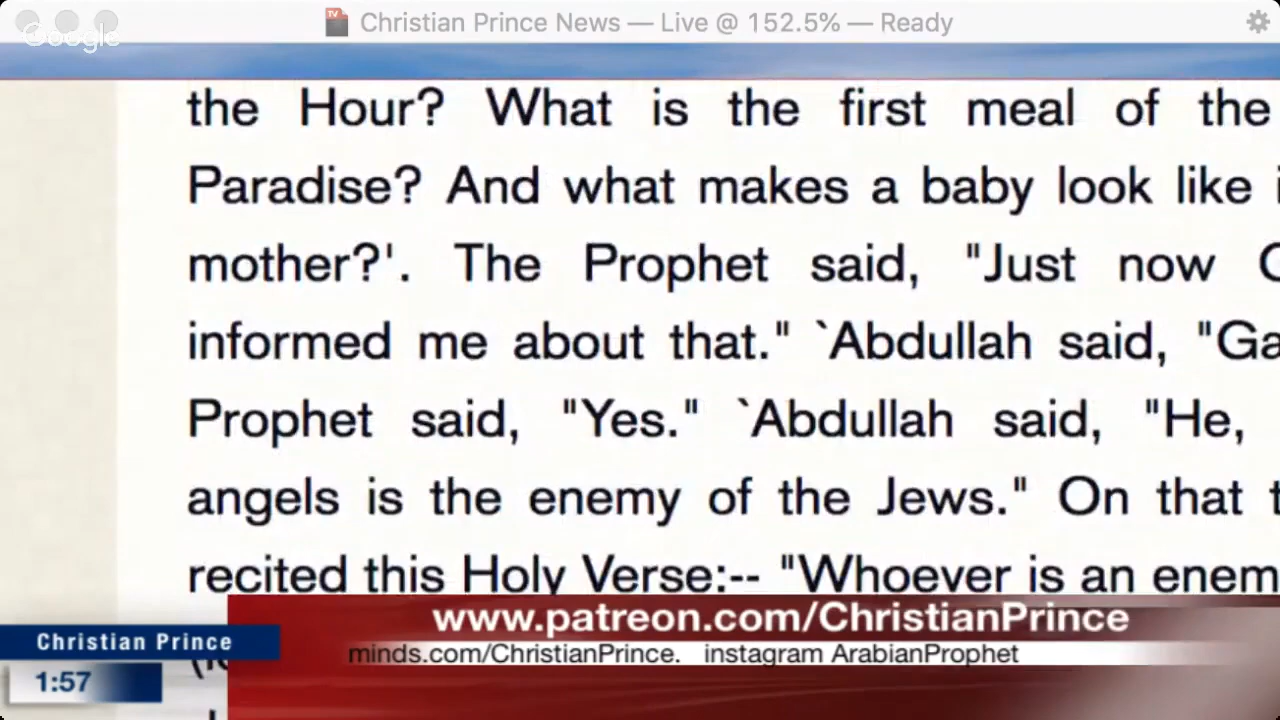 Christian Prince News — Live @ 152.5% — Ready
Google
the Hour? What is the first meal of the
Paradise? And what makes a baby look like
mother?'. The Prophet said, "Just now
informed me about that." `Abdullah said,
Prophet said, "Yes." `Abdullah said, "He,
angels is the enemy of the Jews." On that
recited this Holy Verse:-- "Whoever is an
www.patreon.com/ChristianPrince
Christian Prince
minds.com/ChristianPrince. instagram ArabianProphet
1:57